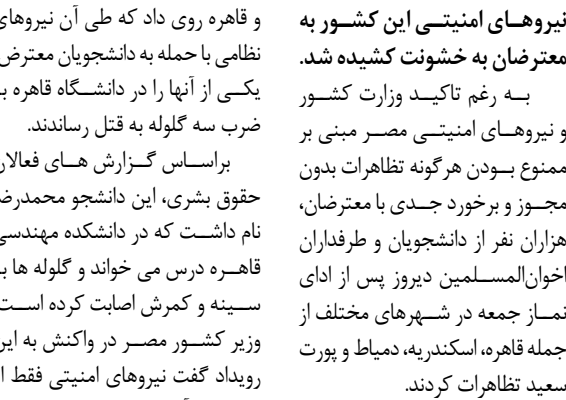 نیروهـای امنیتـی این کشـور به
معترضان به خشونت کشیده شد.
بـه رغم تاکیـد وزارت کشـور
و نیروهـای امنیتـی مصـر مبنی بر
ممنوع بـودن هرگونه تظاهرات بدون
مجـوز و برخورد جـدی با معترضان،
هزاران نفر از دانشجویان و طرفداران
اخوان‌المسـلمین دیروز پس از ادای
نمـاز جمعه در شـهرهای مختلف از
جمله قاهره، اسکندریه، دمیاط و پورت
سعید تظاهرات کردند.
و قاهره روی داد که طی آن نیروهای
نظامی با حمله به دانشجویان معترض
یکـی از آنها را در دانشـگاه قاهره
ضرب سه گلوله به قتل رساندند.
براسـاس گـزارش هـای فعالان
حقوق بشری، این دانشجو محمدرضا
نام داشـت که در دانشکده مهندسی
قاهـره درس می خواند و گلوله ها
سـینه و کمرش اصابت کرده اسـت
وزیر کشـور مصـر در واکنش به این
رویداد گفت نیروهای امنیتی فقط